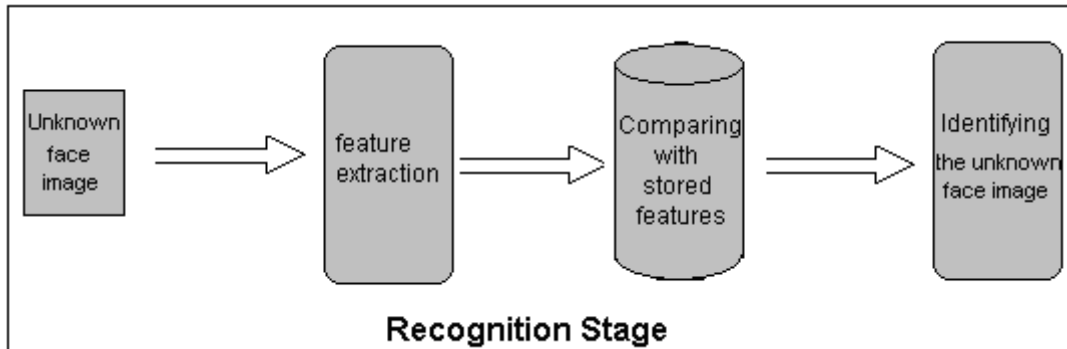 Unknown
face
image
feature
extraction
Comparing
with
stored
features
Identifying
the unknown
face image
Recognition Stage